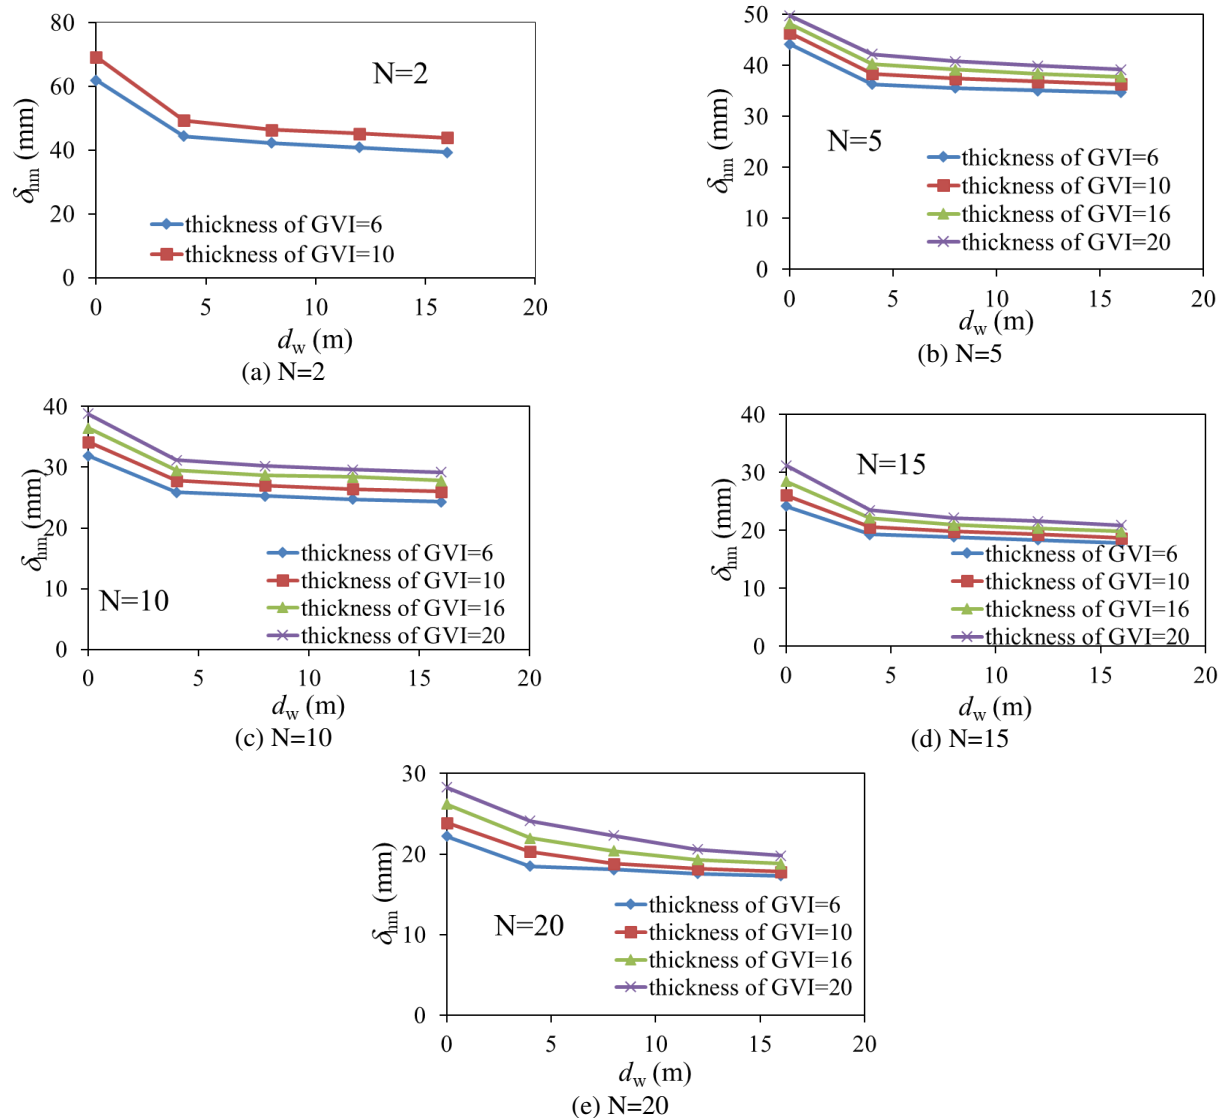 80
60
40
20
0
δhm (mm)
N=2
thickness of GVI=6
thickness of GVI=10
0 5 10 15 20
dw (m)
(a) N=2
50
40
30
20
10
0
δhm (mm)
N=5
thickness of GVI=6
thickness of GVI=10
thickness of GVI=16
thickness of GVI=20
0 5 10 15 20
dw (m)
(b) N=5
40
30
20
10
0
δhm (mm)
N=10
thickness of GVI=6
thickness of GVI=10
thickness of GVI=16
thickness of GVI=20
0 5 10 15 20
dw (m)
(c) N=10
40
30
20
10
0
δhm (mm)
N=15
thickness of GVI=6
thickness of GVI=10
thickness of GVI=16
thickness of GVI=20
0 5 10 15 20
dw (m)
(d) N=15
30
20
10
0
δhm (mm)
N=20
thickness of GVI=6
thickness of GVI=10
thickness of GVI=16
thickness of GVI=20
0 5 10 15 20
dw (m)
(e) N=20